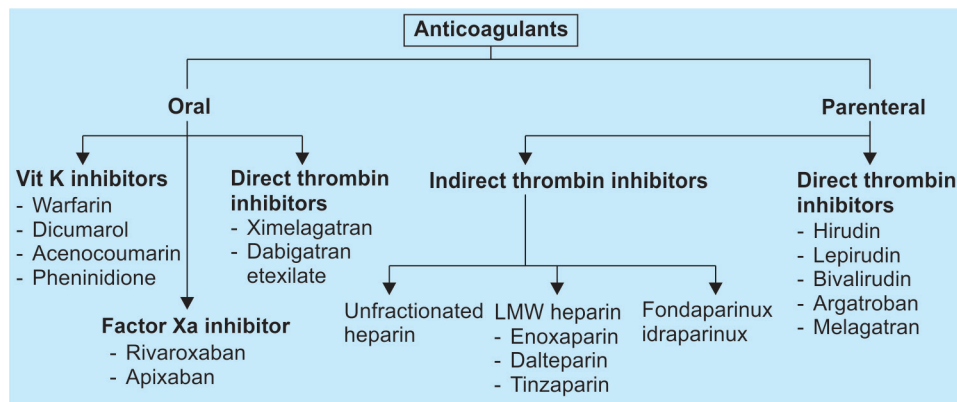 Anticoagulants
Oral
Parenteral
Vit K inhibitors
- Warfarin
- Dicumarol
- Acenocoumarin
- Pheninidione
Direct thrombin
inhibitors
- Ximelagatran
- Dabigatran
etexilate
Factor Xa inhibitor
- Rivaroxaban
- Apixaban
Indirect thrombin inhibitors
Unfractionated
heparin
LMW heparin
- Enoxaparin
- Dalteparin
- Tinzaparin
Fondaparinux
idraparinux
Direct thrombin
inhibitors
- Hirudin
- Lepirudin
- Bivalirudin
- Argatroban
- Melagatran